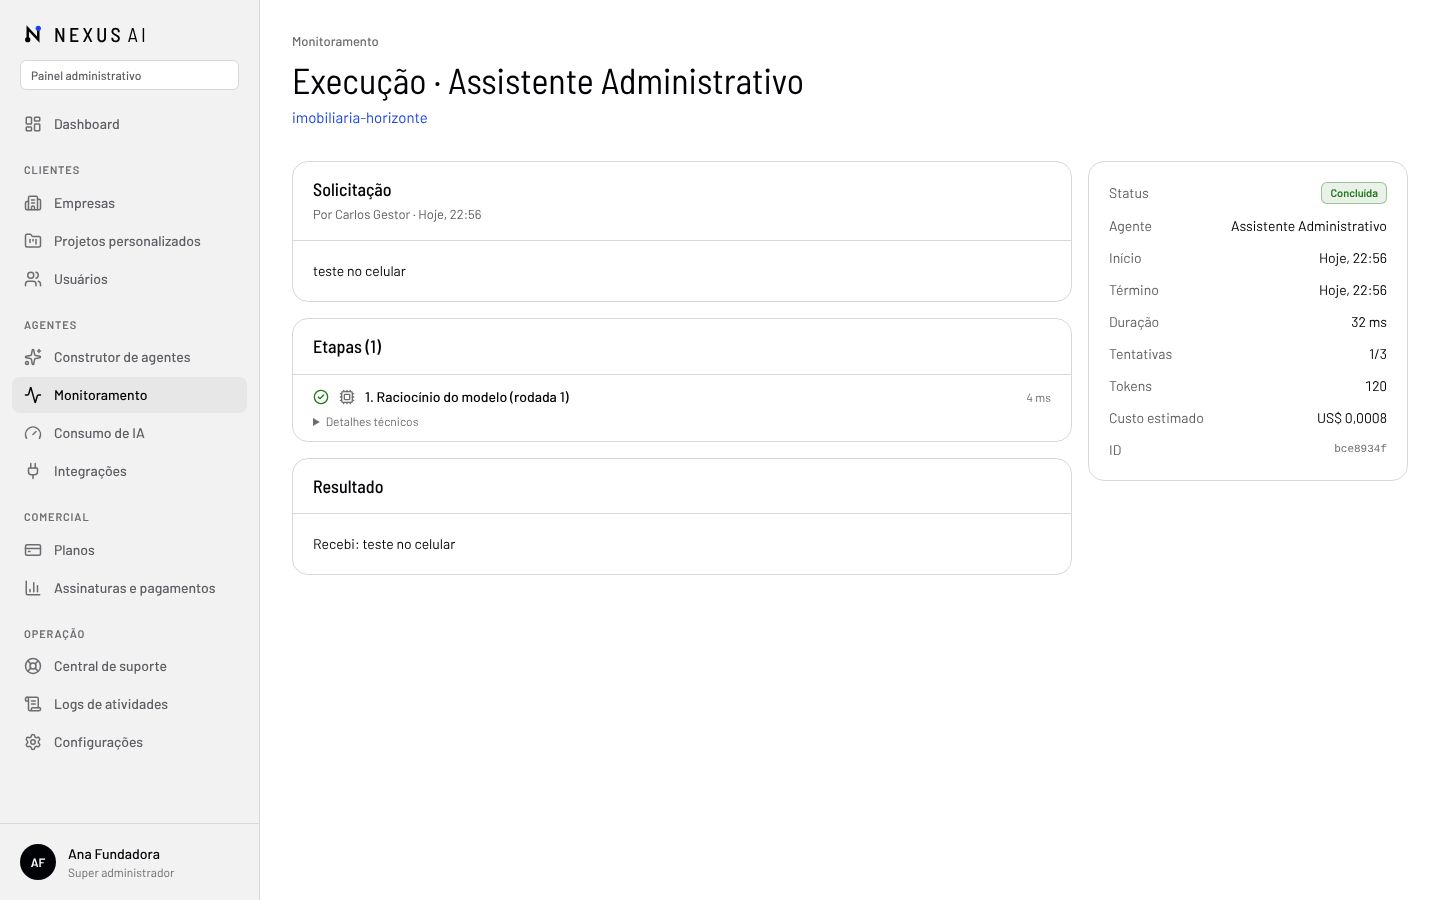 NEXUS AI
Painel administrativo
Dashboard
CLIENTES
Empresas
Projetos personalizados
Usuários
AGENTES
Construtor de agentes
Monitoramento
Consumo de IA
Integrações
COMERCIAL
Planos
Assinaturas e pagamentos
OPERAÇÃO
Central de suporte
Logs de atividades
Configurações
AF
Ana Fundadora
Super administrador
Monitoramento
Execução · Assistente Administrativo
imobiliaria-horizonte
Solicitação
Por Carlos Gestor · Hoje, 22:56
teste no celular
Etapas (1)
1. Raciocínio do modelo (rodada 1)
4 ms
Detalhes técnicos
Resultado
Recebi: teste no celular
Status Concluída
Agente Assistente Administrativo
Início Hoje, 22:56
Término Hoje, 22:56
Duração 32 ms
Tentativas 1/3
Tokens 120
Custo estimado US$ 0,0008
ID bce8934f